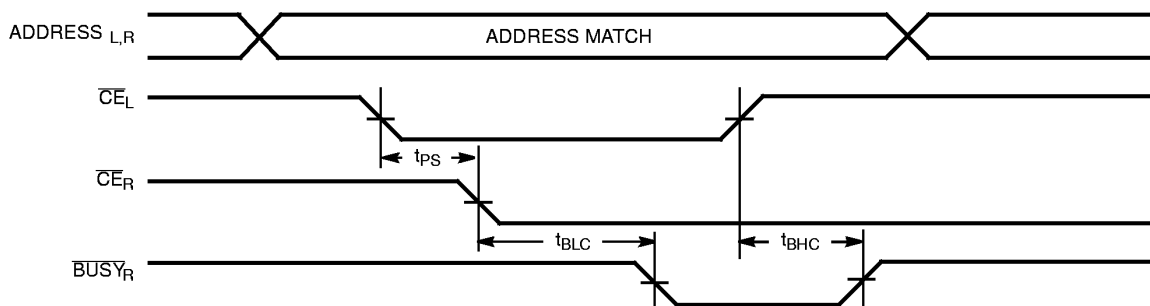 ADDRESS L,R
ADDRESS MATCH
CEL
tPS
CER
tBLC
tBHC
BUSYR